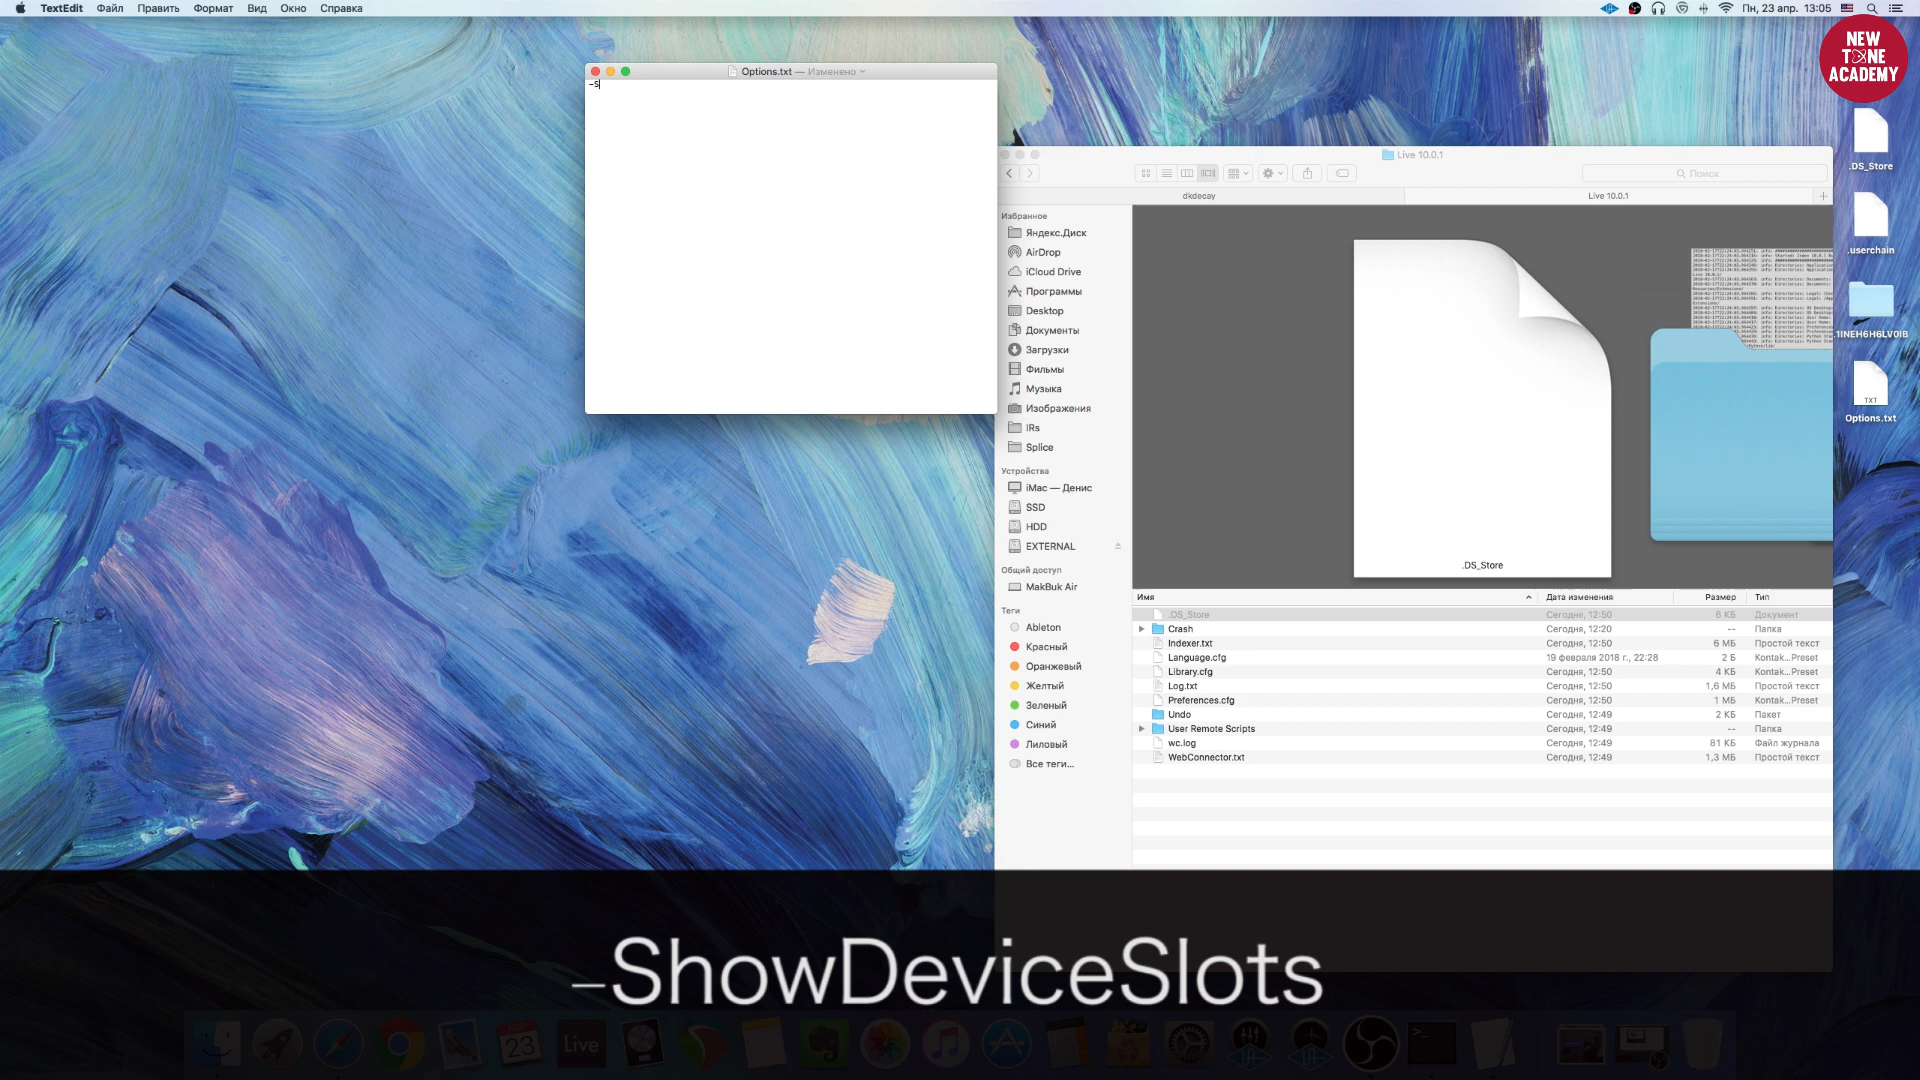 TextEdit Файл Править Формат Вид Окно Справка
Пн, 23 апр. 13:05
NEW
TONE
ACADEMY
Options.txt — Изменено
-S
Live 10.0.1
Поиск
dkdecay
Live 10.0.1
Избранное
Яндекс.Диск
AirDrop
iCloud Drive
Программы
Desktop
Документы
Загрузки
Фильмы
Музыка
Изображения
IRs
Splice
Устройства
iMac — Денис
SSD
HDD
EXTERNAL
Общий доступ
MakBuk Air
Теги
Ableton
Красный
Оранжевый
Желтый
Зеленый
Синий
Лиловый
Все теги...
.DS_Store
Имя Дата изменения Размер Тип
.DS_Store Сегодня, 12:50 6 КБ Документ
Crash Сегодня, 12:20 -- Папка
Indexer.txt Сегодня, 12:50 6 МБ Простой текст
Language.cfg 19 февраля 2018 г., 22:28 2 Б Kontak...Preset
Library.cfg Сегодня, 12:50 4 КБ Kontak...Preset
Log.txt Сегодня, 12:50 1,6 МБ Простой текст
Preferences.cfg Сегодня, 12:50 1 МБ Kontak...Preset
Undo Сегодня, 12:49 2 КБ Пакет
User Remote Scripts Сегодня, 12:49 -- Папка
wc.log Сегодня, 12:49 81 КБ Файл журнала
WebConnector.txt Сегодня, 12:49 1,3 МБ Простой текст
.DS_Store
.userchain
.1INEH6H6LV0IB
TXT
Options.txt
–ShowDeviceSlots
23
Live